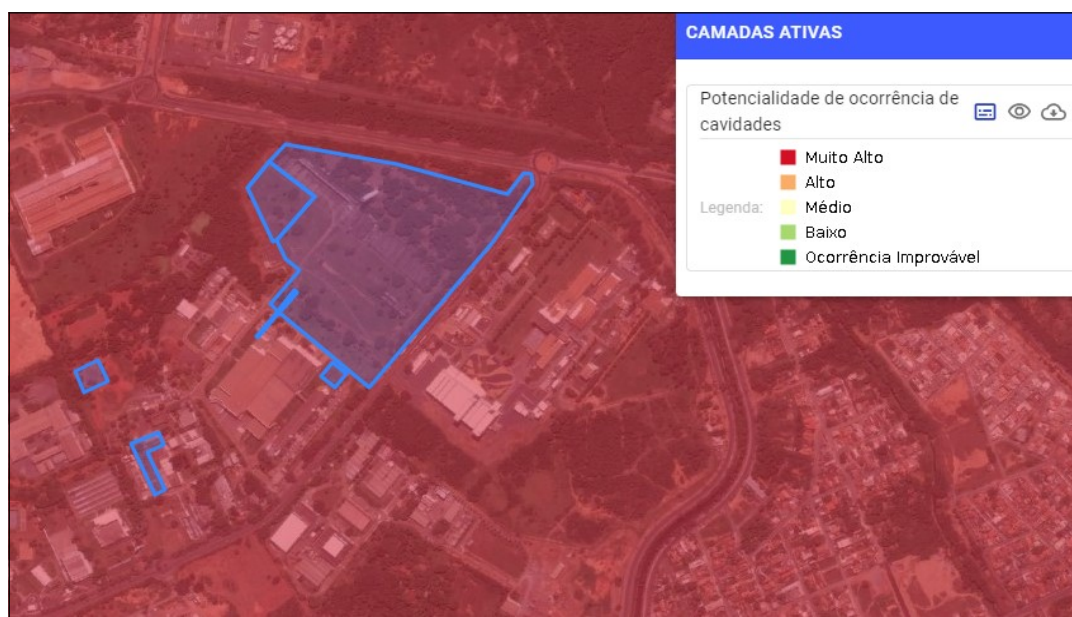 CAMADAS ATIVAS
Potencialidade de ocorrência de
cavidades
Legenda:
Muito Alto
Alto
Médio
Baixo
Ocorrência Improvável